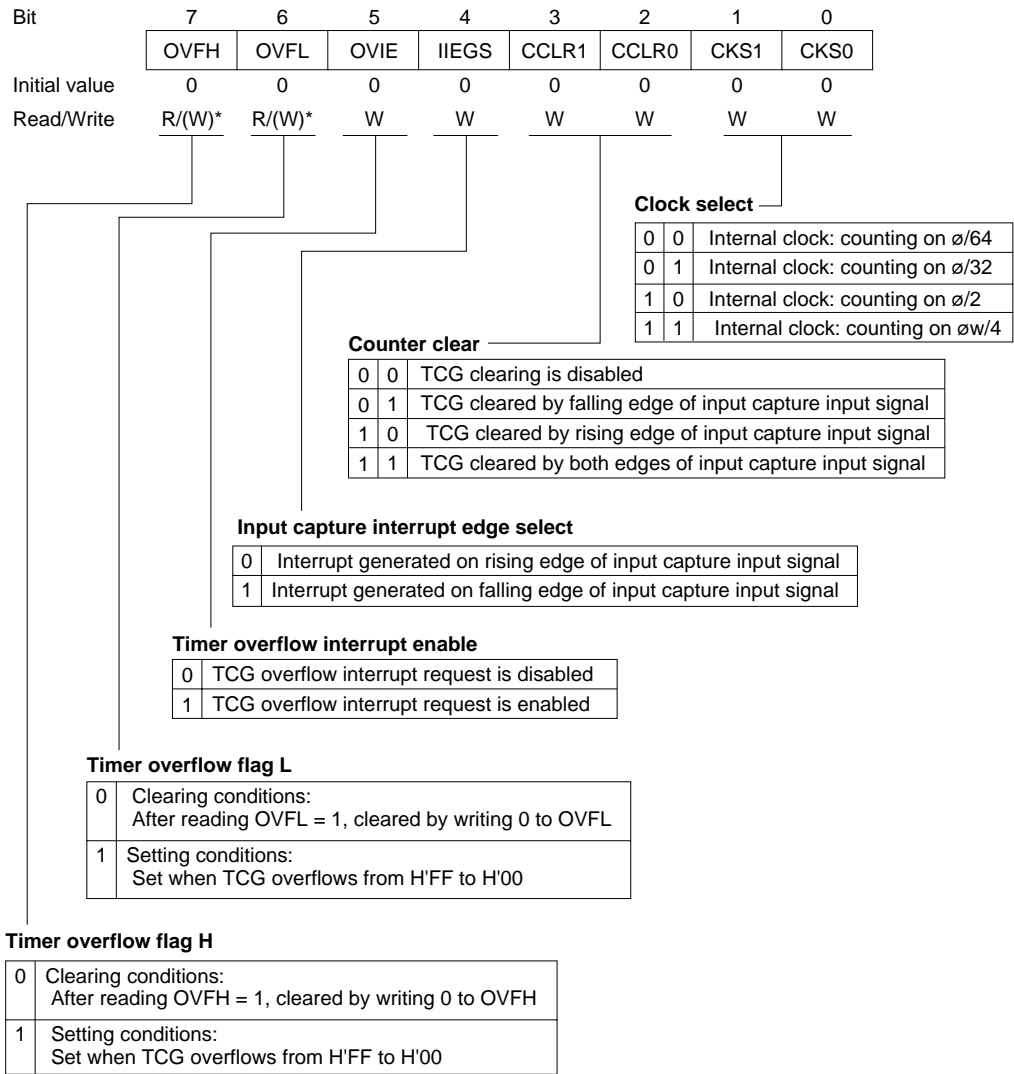 Bit 7 6 5 4 3 2 1 0
OVFH OVFL OVIE IIEGS CCLR1 CCLR0 CKS1 CKS0
Initial value 0 0 0 0 0 0 0 0
Read/Write R/(W)* R/(W)* W W W W W W
Clock select
0 0 Internal clock: counting on ø/64
0 1 Internal clock: counting on ø/32
1 0 Internal clock: counting on ø/2
1 1 Internal clock: counting on øw/4
Counter clear
0 0 TCG clearing is disabled
0 1 TCG cleared by falling edge of input capture input signal
1 0 TCG cleared by rising edge of input capture input signal
1 1 TCG cleared by both edges of input capture input signal
Input capture interrupt edge select
0 Interrupt generated on rising edge of input capture input signal
1 Interrupt generated on falling edge of input capture input signal
Timer overflow interrupt enable
0 TCG overflow interrupt request is disabled
1 TCG overflow interrupt request is enabled
Timer overflow flag L
0 Clearing conditions:
After reading OVFL = 1, cleared by writing 0 to OVFL
1 Setting conditions:
Set when TCG overflows from H'FF to H'00
Timer overflow flag H
0 Clearing conditions:
After reading OVFH = 1, cleared by writing 0 to OVFH
1 Setting conditions:
Set when TCG overflows from H'FF to H'00